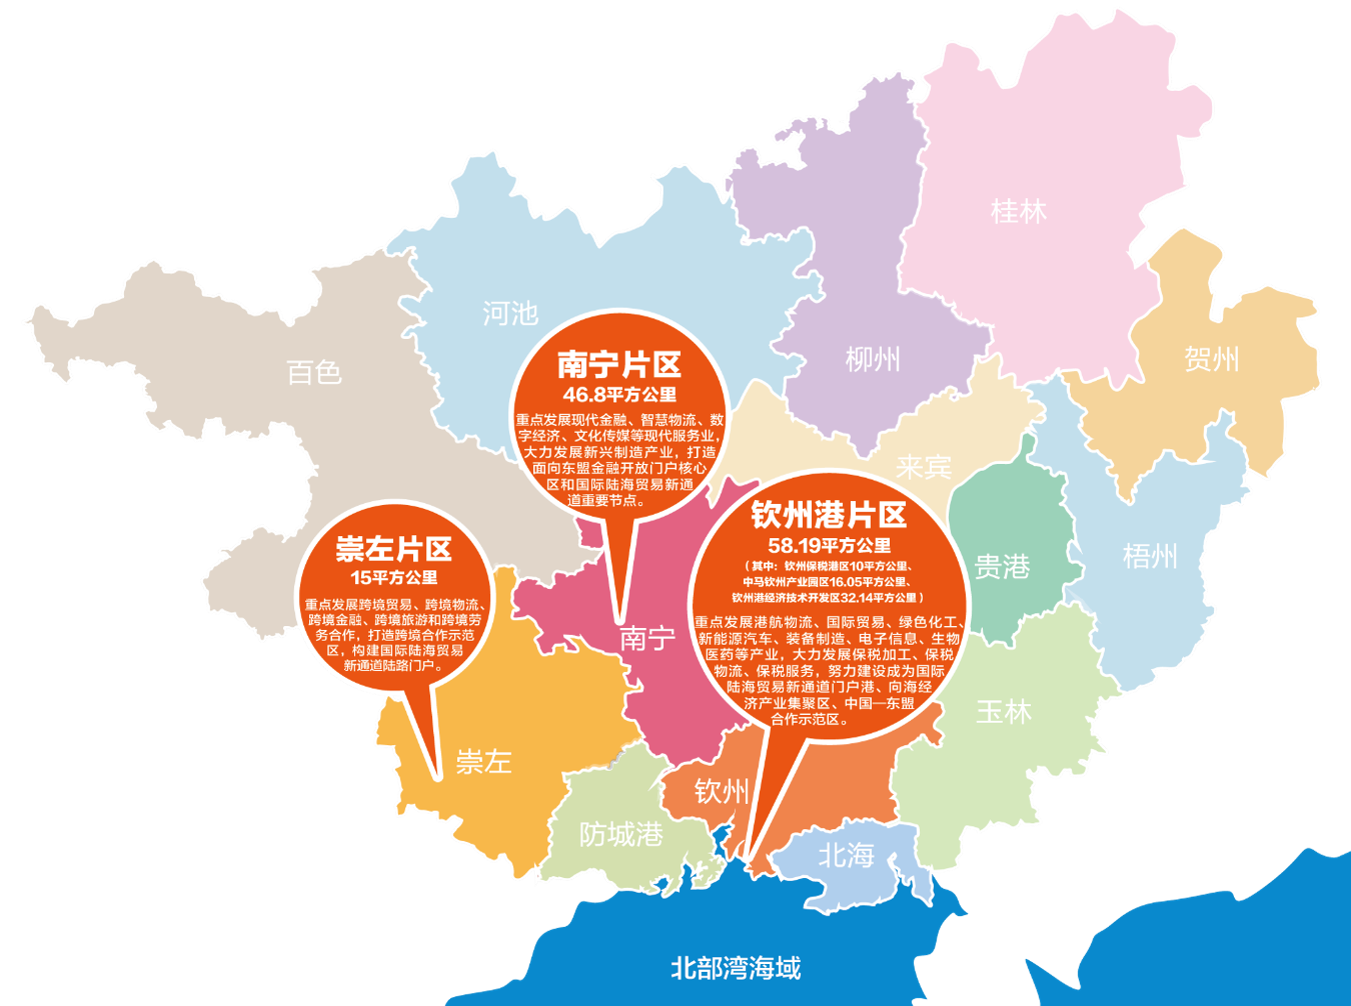 桂林
河池
柳州
贺州
百色
南宁片区
46.8平方公里
重点发展现代金融、智慧物流、数
字经济、文化传媒等现代服务业，
大力发展新兴制造产业，打造
面向东盟金融开放门户核心
区和国际陆海贸易新通
道重要节点。
来宾
钦州港片区
58.19平方公里
（其中：钦州保税港区10平方公里、
中马钦州产业园区16.05平方公里、
钦州港经济技术开发区32.14平方公里）
重点发展港航物流、国际贸易、绿色化工、
新能源汽车、装备制造、电子信息、生物
医药等产业，大力发展保税加工、保税
物流、保税服务，努力建设成为国际
陆海贸易新通道门户港、向海经
济产业集聚区、中国—东盟
合作示范区。
崇左片区
15平方公里
重点发展跨境贸易、跨境物流、
跨境金融、跨境旅游和跨境劳
务合作，打造跨境合作示范
区，构建国际陆海贸易
新通道陆路门户。
贵港
梧州
南宁
玉林
崇左
钦州
防城港
北海
北部湾海域